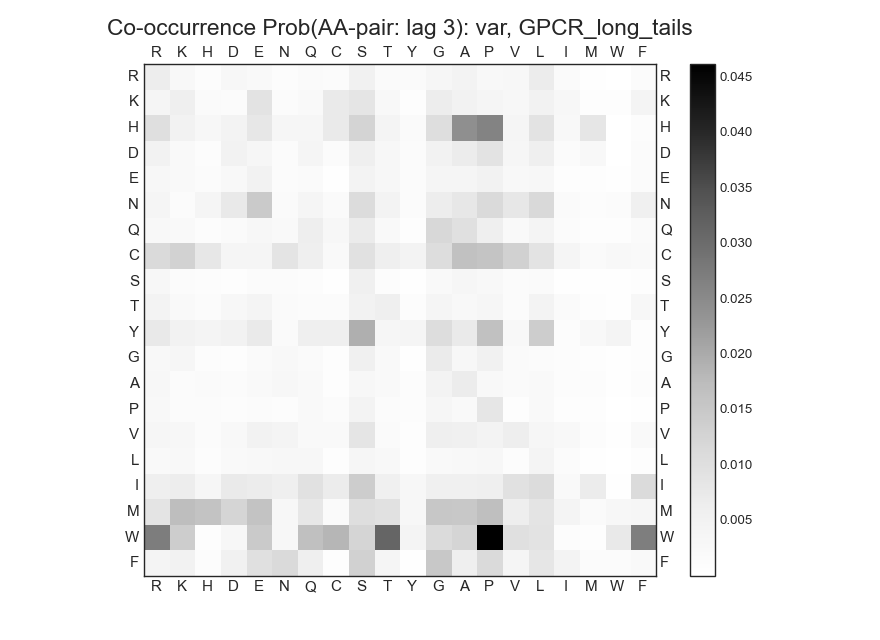 Co-occurrence Prob(AA-pair: lag 3): var, GPCR_long_tails
R K H D E N Q C S T Y G A P V L I M W F
R R
K K
H H
D D
E E
N N
Q Q
C C
S S
T T
Y Y
G G
A A
P P
V V
L L
I I
M M
W W
F F
R K H D E N Q C S T Y G A P V L I M W F
0.045
0.040
0.035
0.030
0.025
0.020
0.015
0.010
0.005